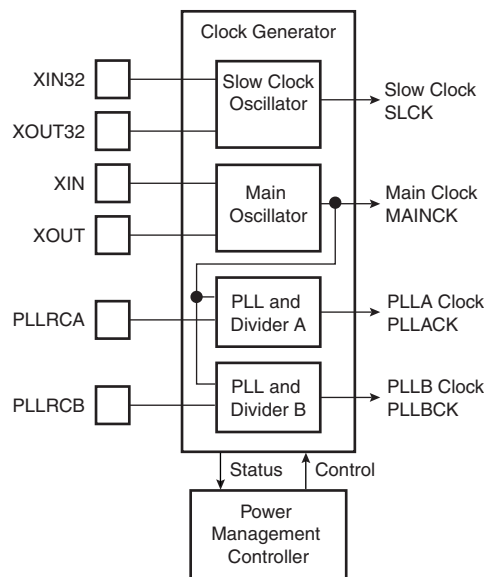 Clock Generator
XIN32
Slow Clock
Oscillator
Slow Clock
SLCK
XOUT32
XIN
Main
Oscillator
Main Clock
MAINCK
XOUT
PLLRCA
PLL and
Divider A
PLLA Clock
PLLACK
PLLRCB
PLL and
Divider B
PLLB Clock
PLLBCK
Status
Control
Power
Management
Controller